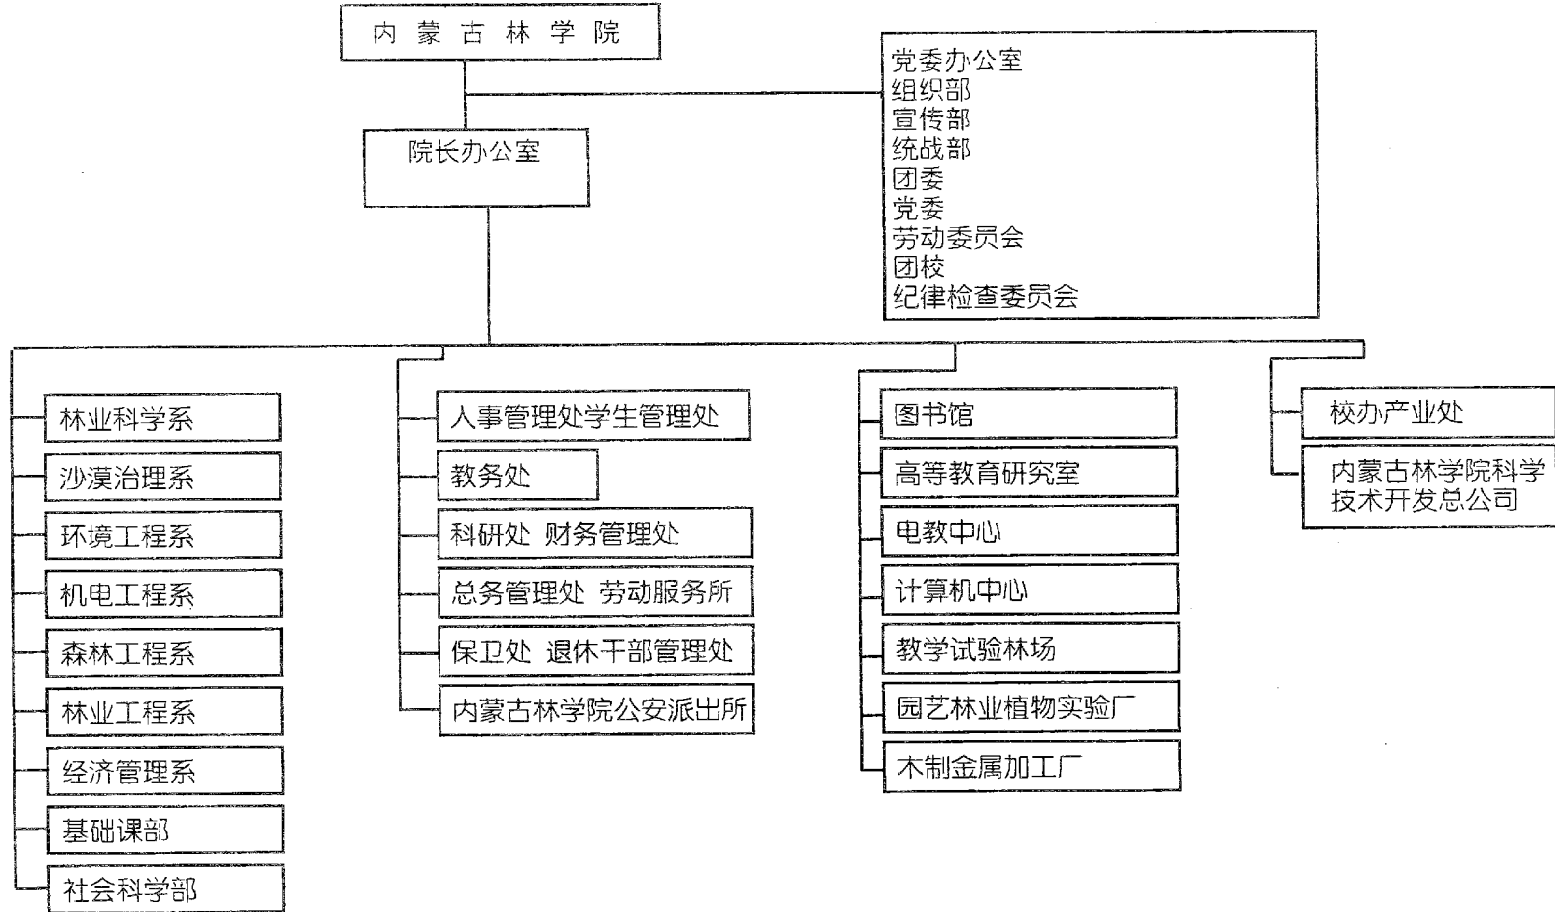 内蒙古林学院
党委办公室
组织部
宣传部
统战部
团委
党委
劳动委员会
团校
纪律检查委员会
院长办公室
林业科学系
沙漠治理系
环境工程系
机电工程系
森林工程系
林业工程系
经济管理系
基础课部
社会科学部
人事管理处学生管理处
教务处
科研处 财务管理处
总务管理处 劳动服务所
保卫处 退休干部管理处
内蒙古林学院公安派出所
图书馆
高等教育研究室
电教中心
计算机中心
教学试验林场
园艺林业植物实验厂
木制金属加工厂
校办产业处
内蒙古林学院科学
技术开发总公司